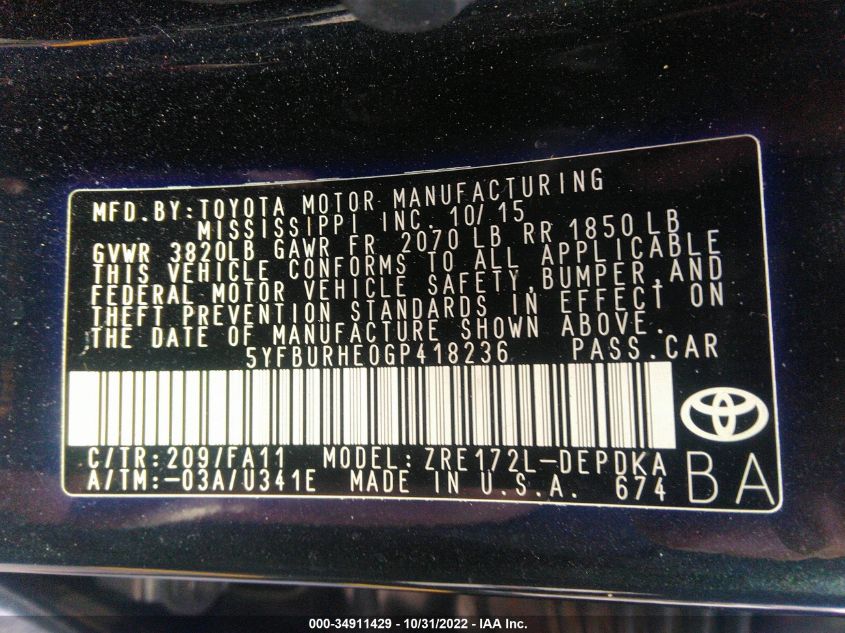 MFD.BY:TOYOTA MOTOR MANUFACTURING
MISSISSIPPI INC. 10/15
GVWR 3820LB GAWR FR 2070 LB RR 1850 LB
THIS VEHICLE CONFORMS TO ALL APPLICABLE
FEDERAL MOTOR VEHICLE SAFETY,BUMPER,AND
THEFT PREVENTION STANDARDS IN EFFECT ON
THE DATE OF MANUFACTURE SHOWN ABOVE.
5YFBURHE0GP418236 PASS.CAR
C/TR:209/FA11 MODEL:ZRE172L-DEPDKA
A/TM:-03A/U341E MADE IN U.S.A. 674
BA
000-34911429 - 10/31/2022 - IAA Inc.